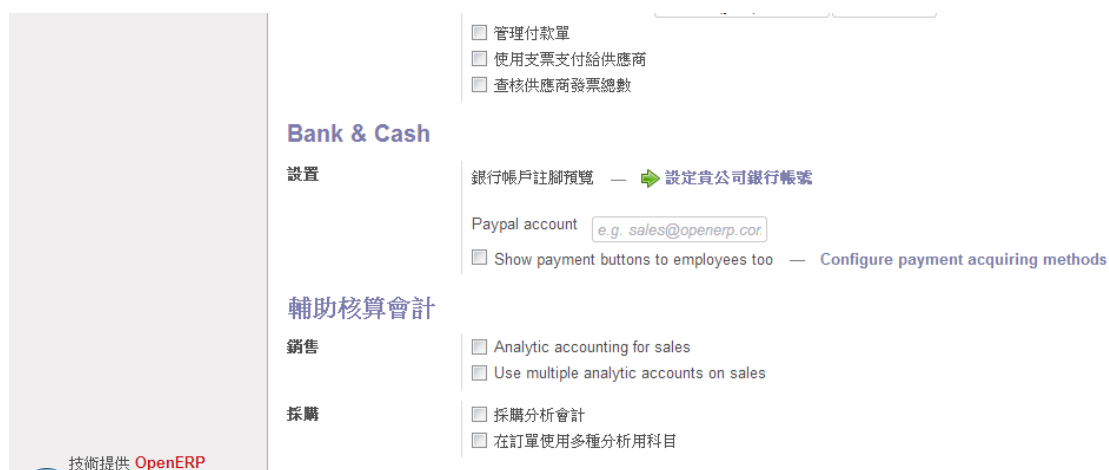 管理付款單
使用支票支付給供應商
查核供應商發票總數
Bank & Cash
設置
銀行帳戶註腳預覽 — 設定貴公司銀行帳號
Paypal account e.g. sales@openerp.con
Show payment buttons to employees too — Configure payment acquiring methods
輔助核算會計
銷售
Analytic accounting for sales
Use multiple analytic accounts on sales
採購
採購分析會計
在訂單使用多種分析用科目
技術提供 OpenERP